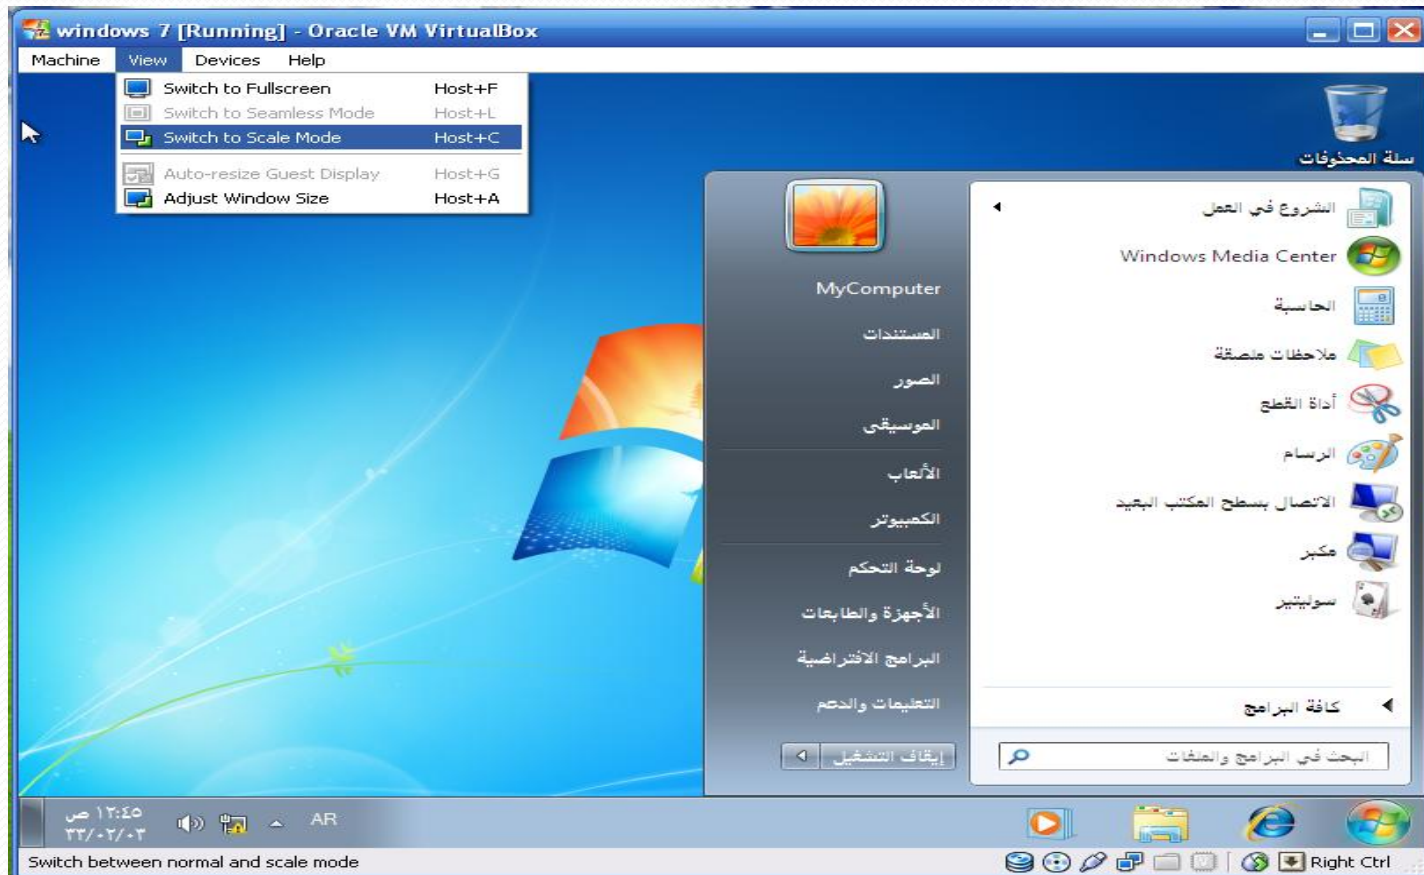 windows 7 [Running] - Oracle VM VirtualBox
Machine View Devices Help
Switch to Fullscreen Host+F
Switch to Seamless Mode Host+L
Switch to Scale Mode Host+C
Auto-resize Guest Display Host+G
Adjust Window Size Host+A
سلة المحذوفات
الشروع في العمل
Windows Media Center
الحاسبة
ملاحظات ملصقة
أداة القطع
الرسام
الاتصال بسطح المكتب البعيد
مكبر
سوليتير
كافة البرامج
البحث في البرامج والملفات
MyComputer
المستندات
الصور
الموسيقى
الألعاب
الكمبيوتر
لوحة التحكم
الأجهزة والطابعات
البرامج الافتراضية
التعليمات والدعم
إيقاف التشغيل
AR
١٢:٤٥ ص
٣٣/٠٢/٠٣
Switch between normal and scale mode
Right Ctrl